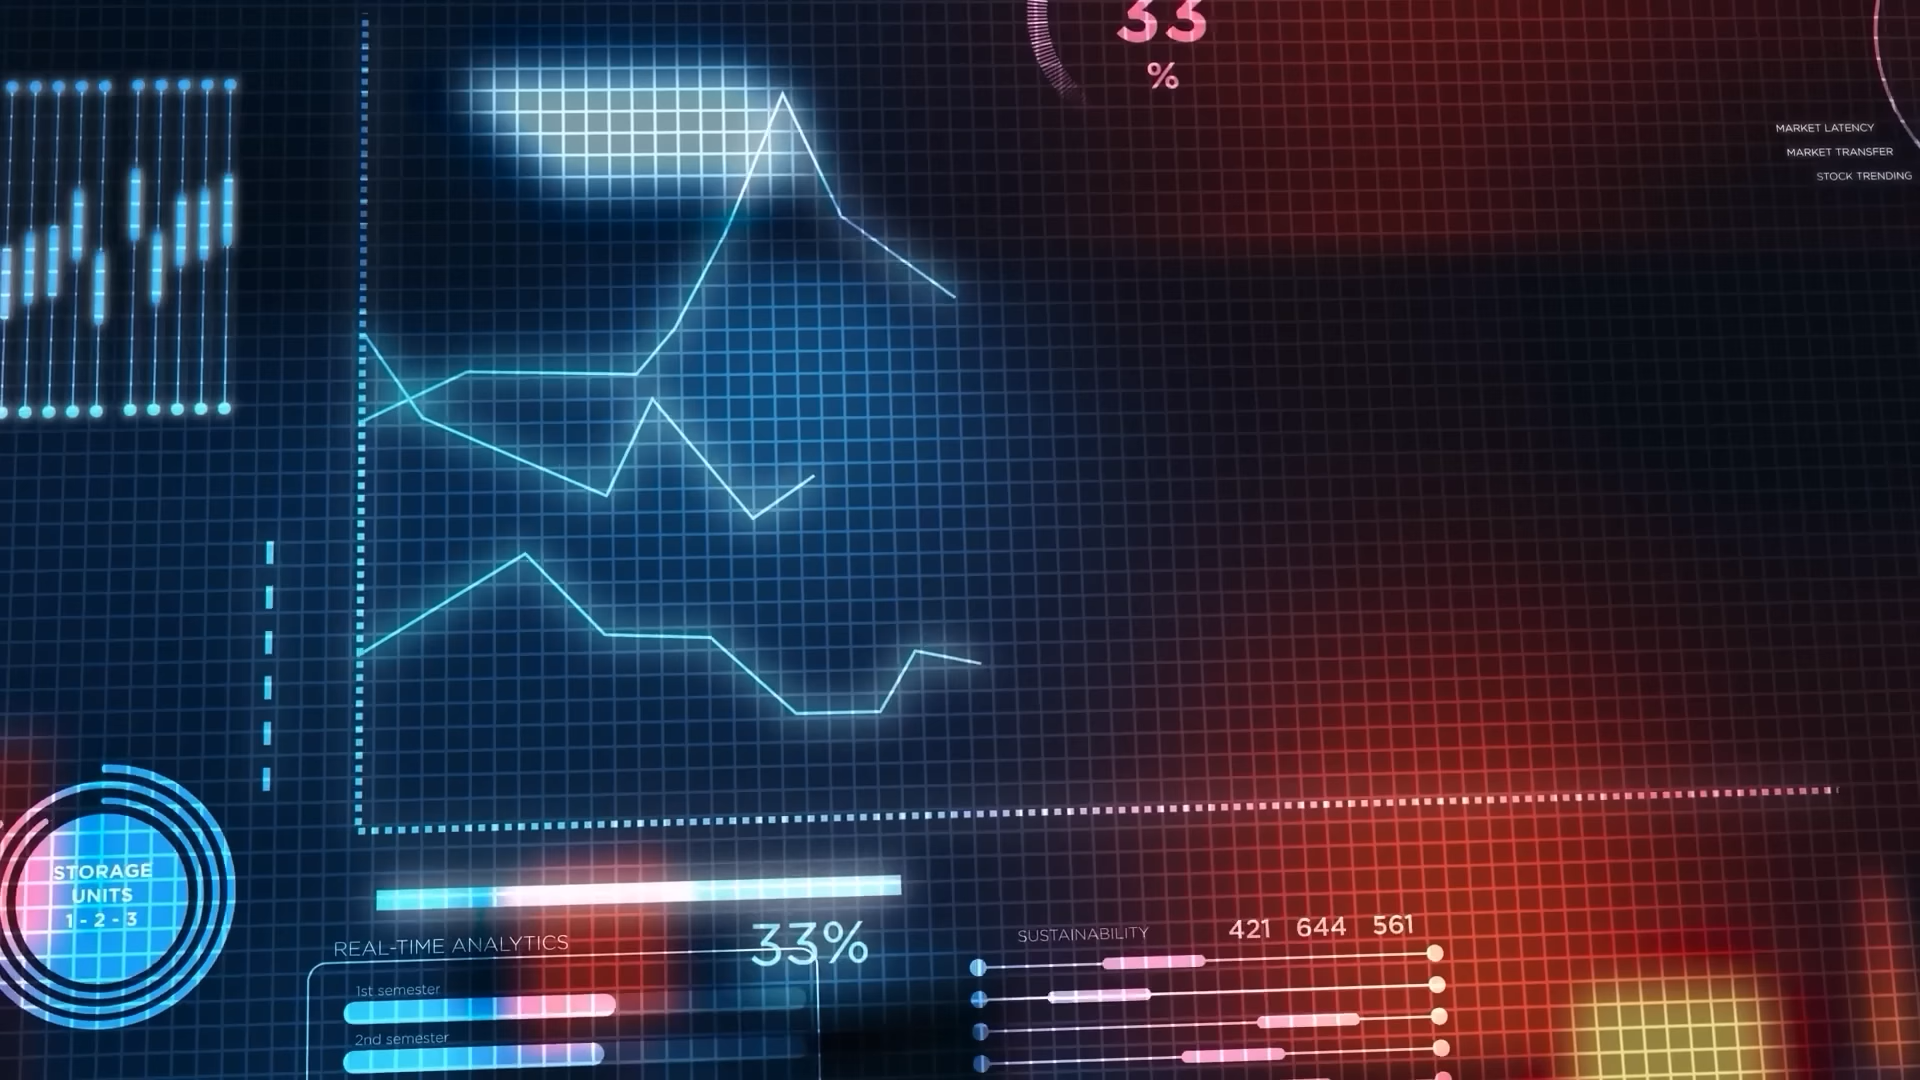 33
%
MARKET LATENCY
MARKET TRANSFER
STOCK TRENDING
STORAGE
UNITS
1 - 2 - 3
33%
REAL-TIME ANALYTICS
1st semester
2nd semester
SUSTAINABILITY 421 644 561